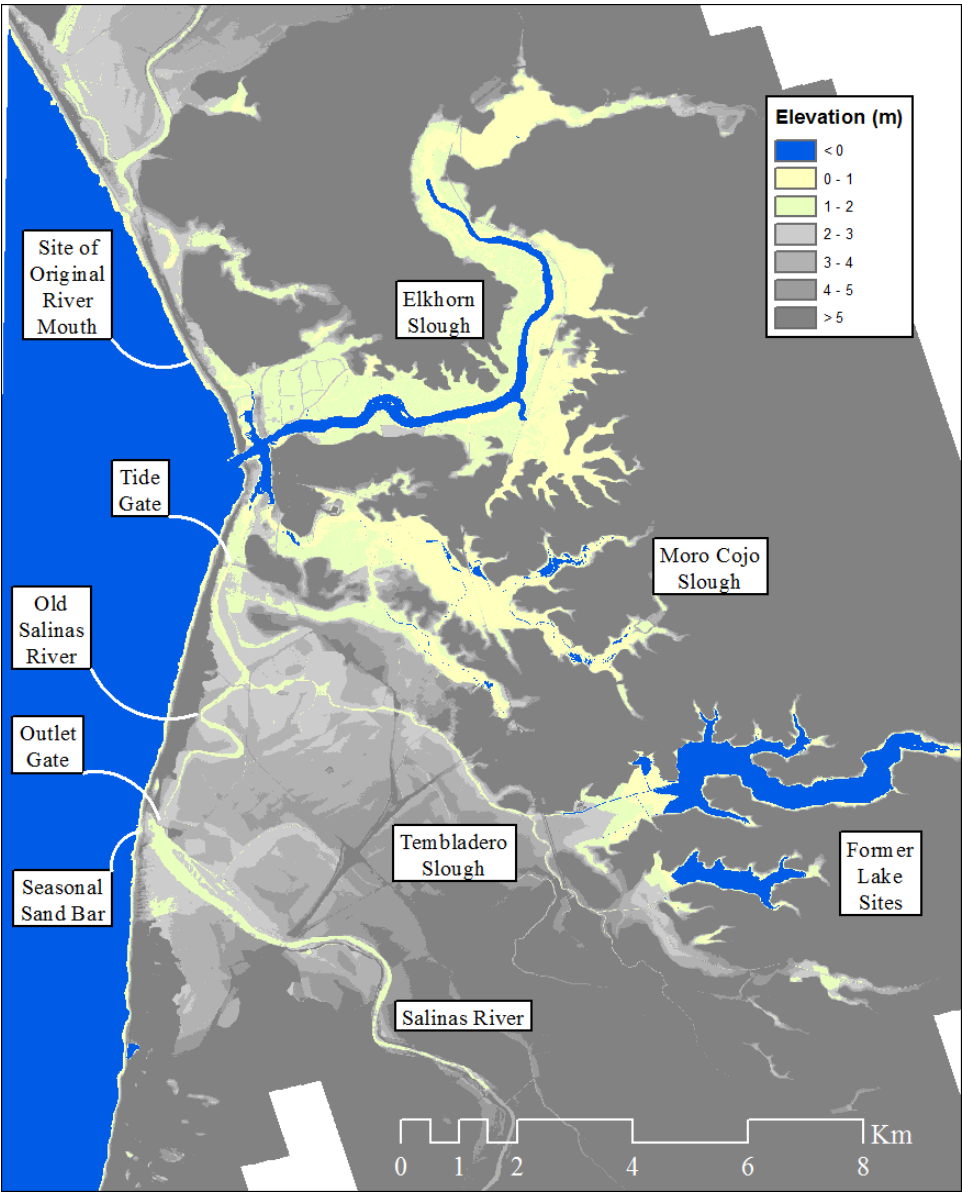 Elevation (m)
< 0
0 - 1
1 - 2
2 - 3
3 - 4
4 - 5
> 5
Site of
Original
River
Mouth
Elkhorn
Slough
Tide
Gate
Moro Cojo
Slough
Old
Salinas
River
Outlet
Gate
Tembladero
Slough
Former
Lake
Sites
Seasonal
Sand Bar
Salinas River
Km
0 1 2 4 6 8